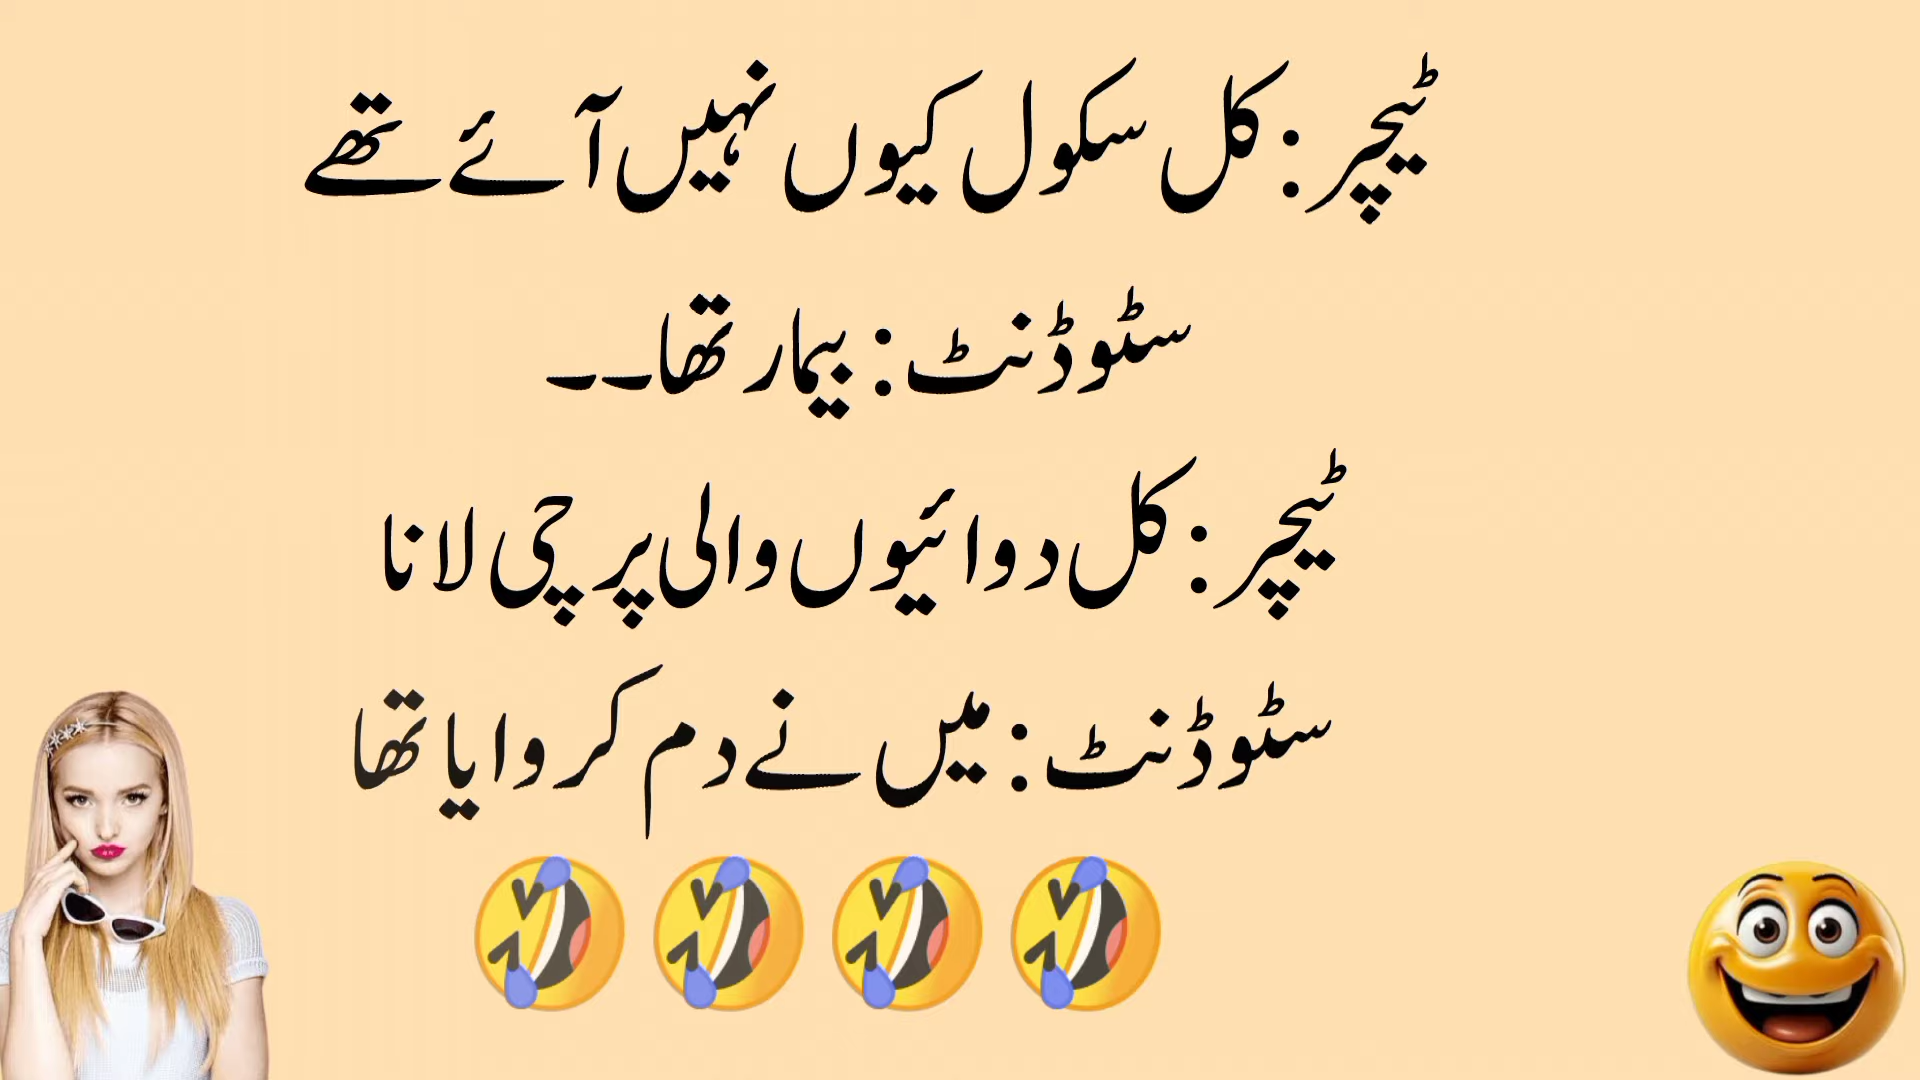 ٹیچر: کل سکول کیوں نہیں آئے تھے
سٹوڈنٹ: بیمار تھا۔۔
ٹیچر: کل دوائیوں والی پرچی لانا
سٹوڈنٹ: میں نے دم کروایا تھا
🤣🤣🤣🤣